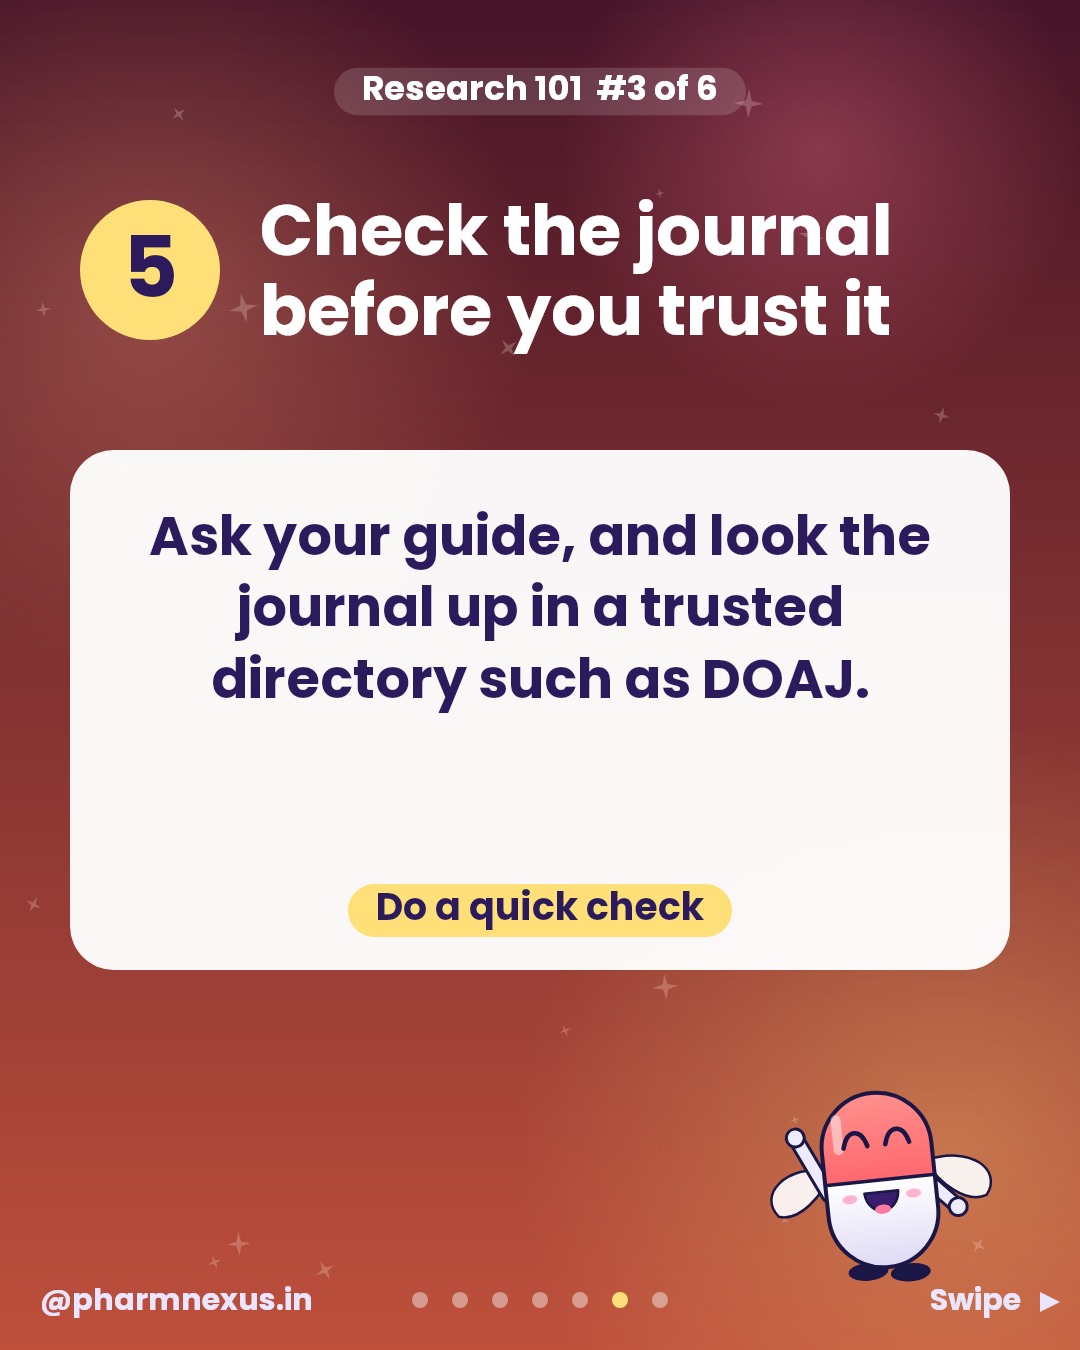 Research 101 #3 of 6
5
Check the journal
before you trust it
Ask your guide, and look the
journal up in a trusted
directory such as DOAJ.
Do a quick check
@pharmnexus.in
Swipe ▶